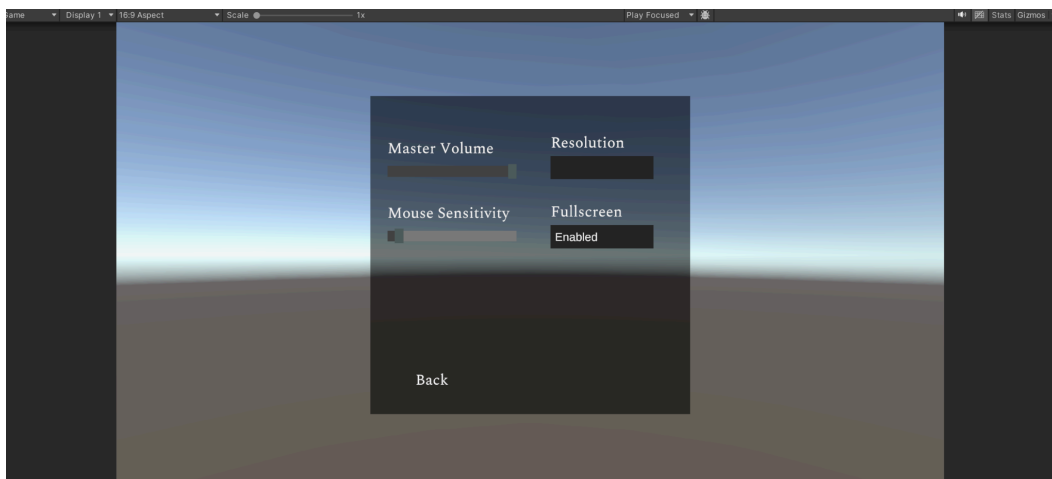 Game Display 1 16:9 Aspect Scale 1x Play Focused Stats Gizmos
Master Volume
Resolution
Mouse Sensitivity
Fullscreen
Enabled
Back